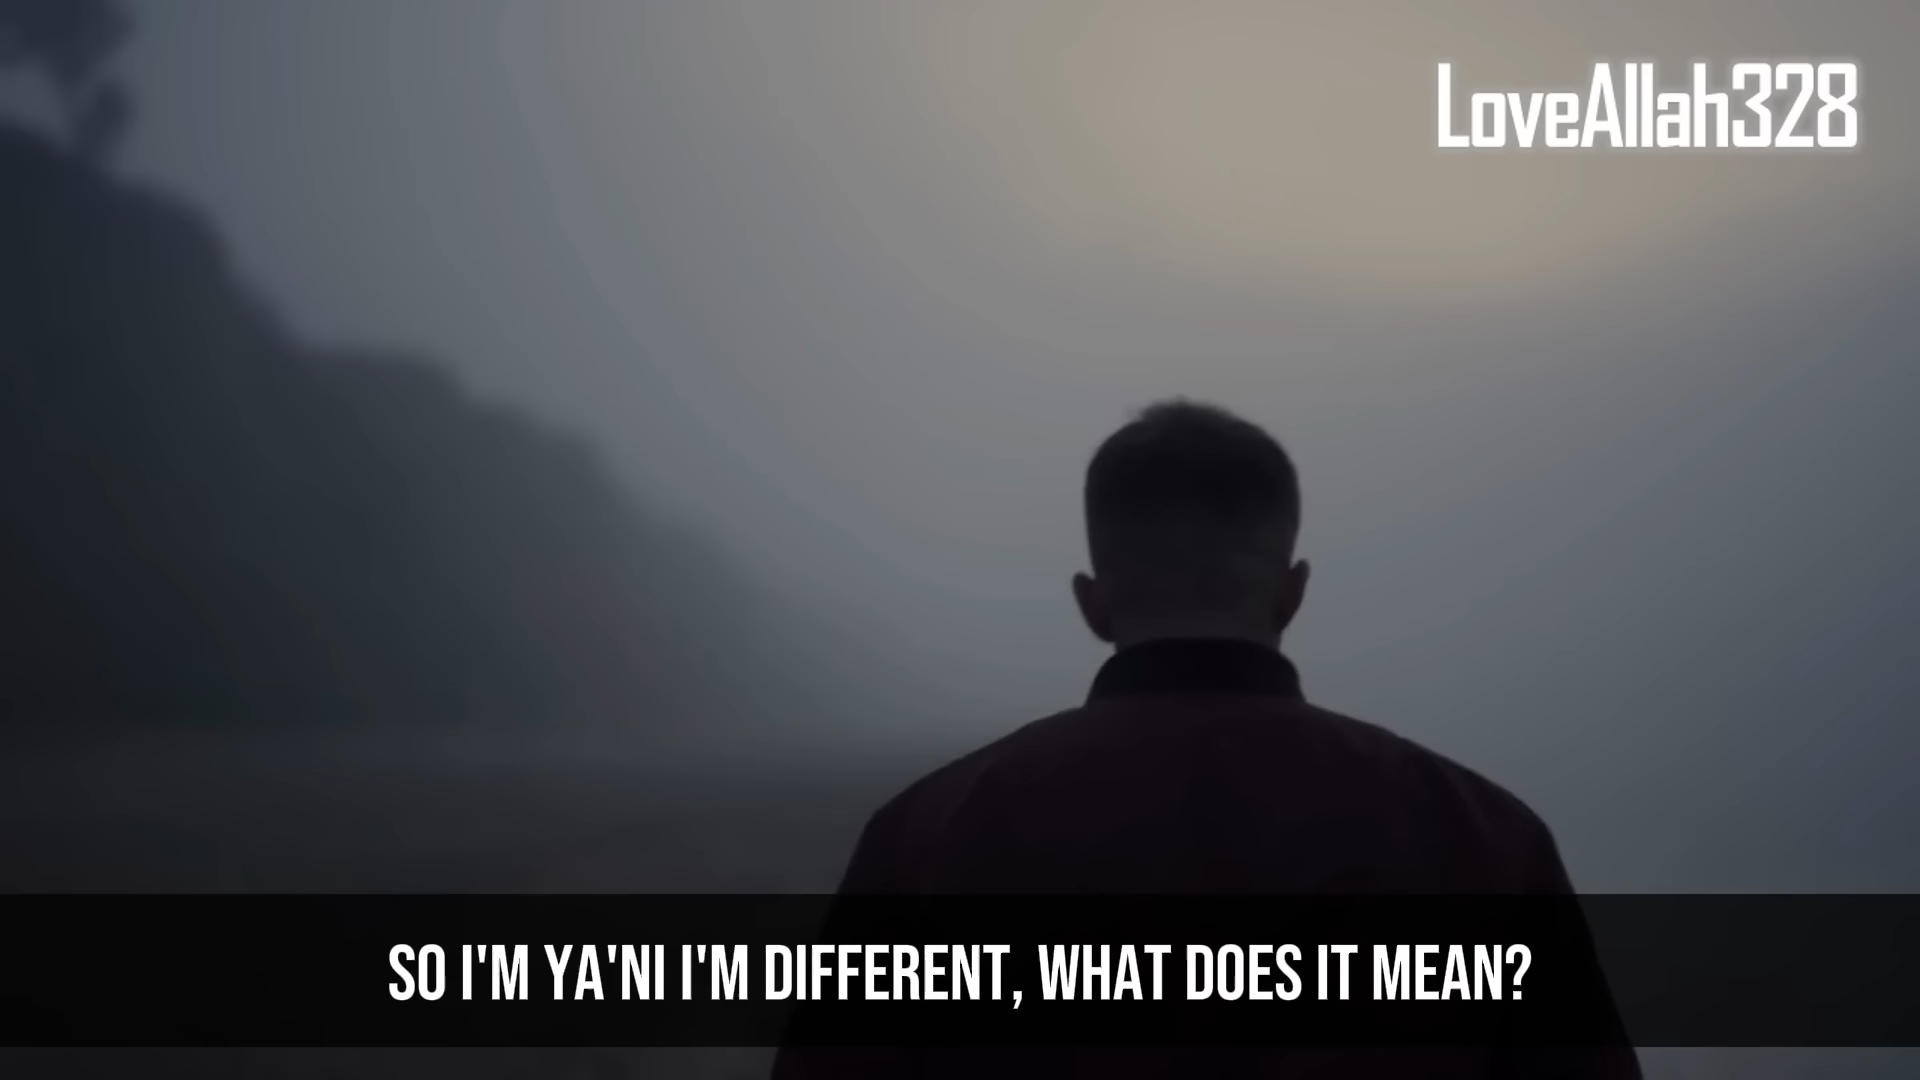 LoveAllah328
SO I'M YA'NI I'M DIFFERENT, WHAT DOES IT MEAN?